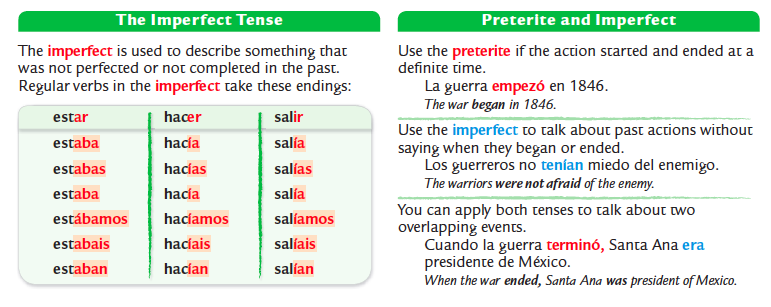 The Imperfect Tense
The imperfect is used to describe something that
was not perfected or not completed in the past.
Regular verbs in the imperfect take these endings:
estar hacer salir
estaba hacía salía
estabas hacías salías
estaba hacía salía
estábamos hacíamos salíamos
estabais hacíais salíais
estaban hacían salían
Preterite and Imperfect
Use the preterite if the action started and ended at a
definite time.
La guerra empezó en 1846.
The war began in 1846.
Use the imperfect to talk about past actions without
saying when they began or ended.
Los guerreros no tenían miedo del enemigo.
The warriors were not afraid of the enemy.
You can apply both tenses to talk about two
overlapping events.
Cuando la guerra terminó, Santa Ana era
presidente de México.
When the war ended, Santa Ana was president of Mexico.